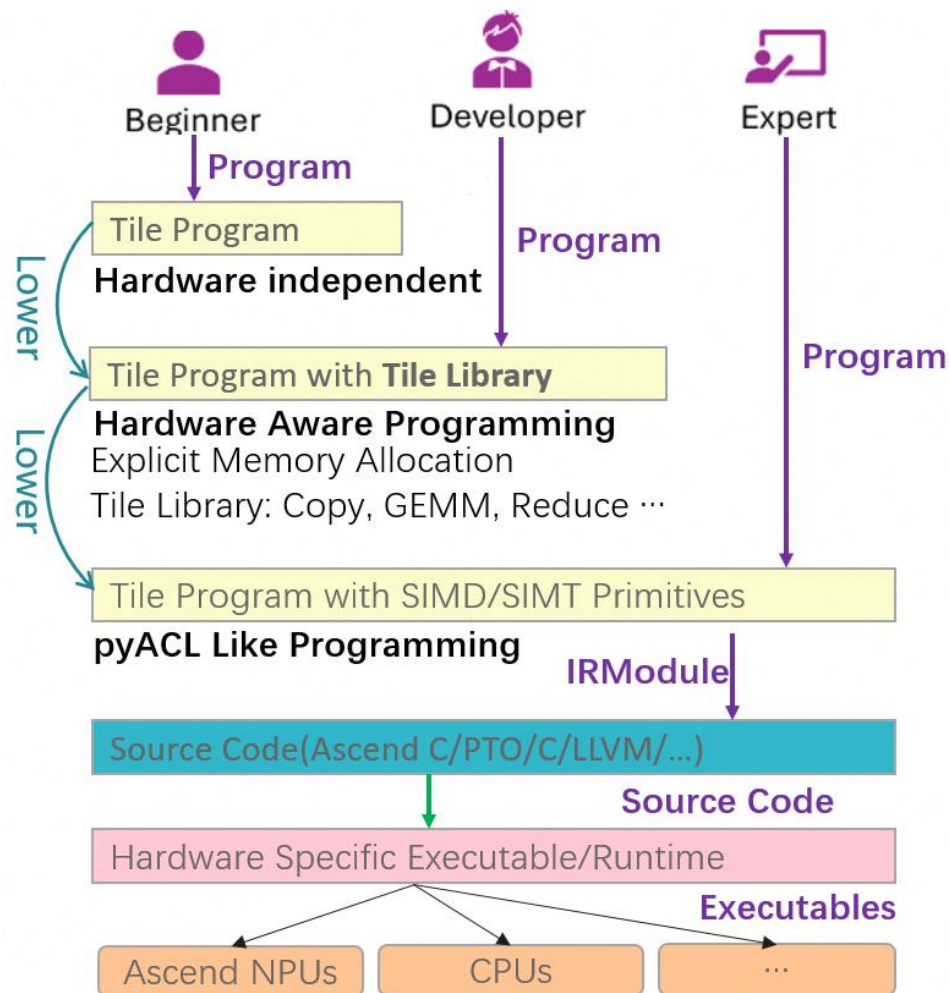 Beginner
Developer
Expert
Program
Tile Program
Program
Hardware independent
Lower
Program
Tile Program with Tile Library
Hardware Aware Programming
Lower
Explicit Memory Allocation
Tile Library: Copy, GEMM, Reduce ···
Tile Program with SIMD/SIMT Primitives
pyACL Like Programming
IRModule
Source Code(Ascend C/PTO/C/LLVM/...)
Source Code
Hardware Specific Executable/Runtime
Executables
Ascend NPUs
CPUs
···